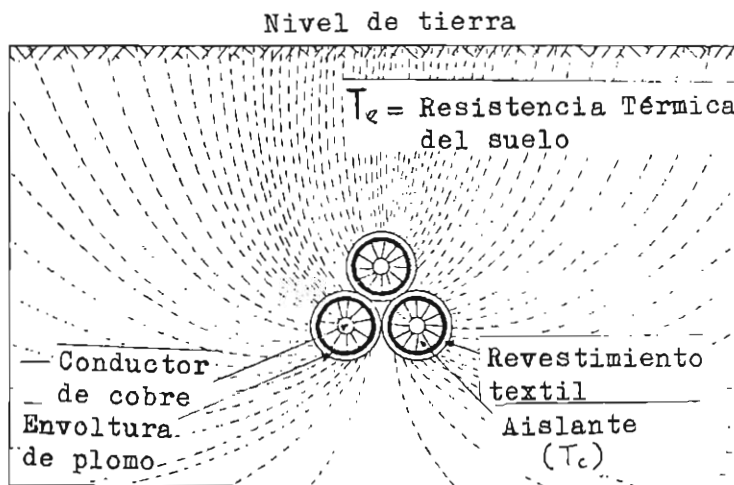 Nivel de tierra
Te = Resistencia Térmica
del suelo
Conductor
de cobre
Envoltura
de plomo
Revestimiento
textil
Aislante
(Tc)